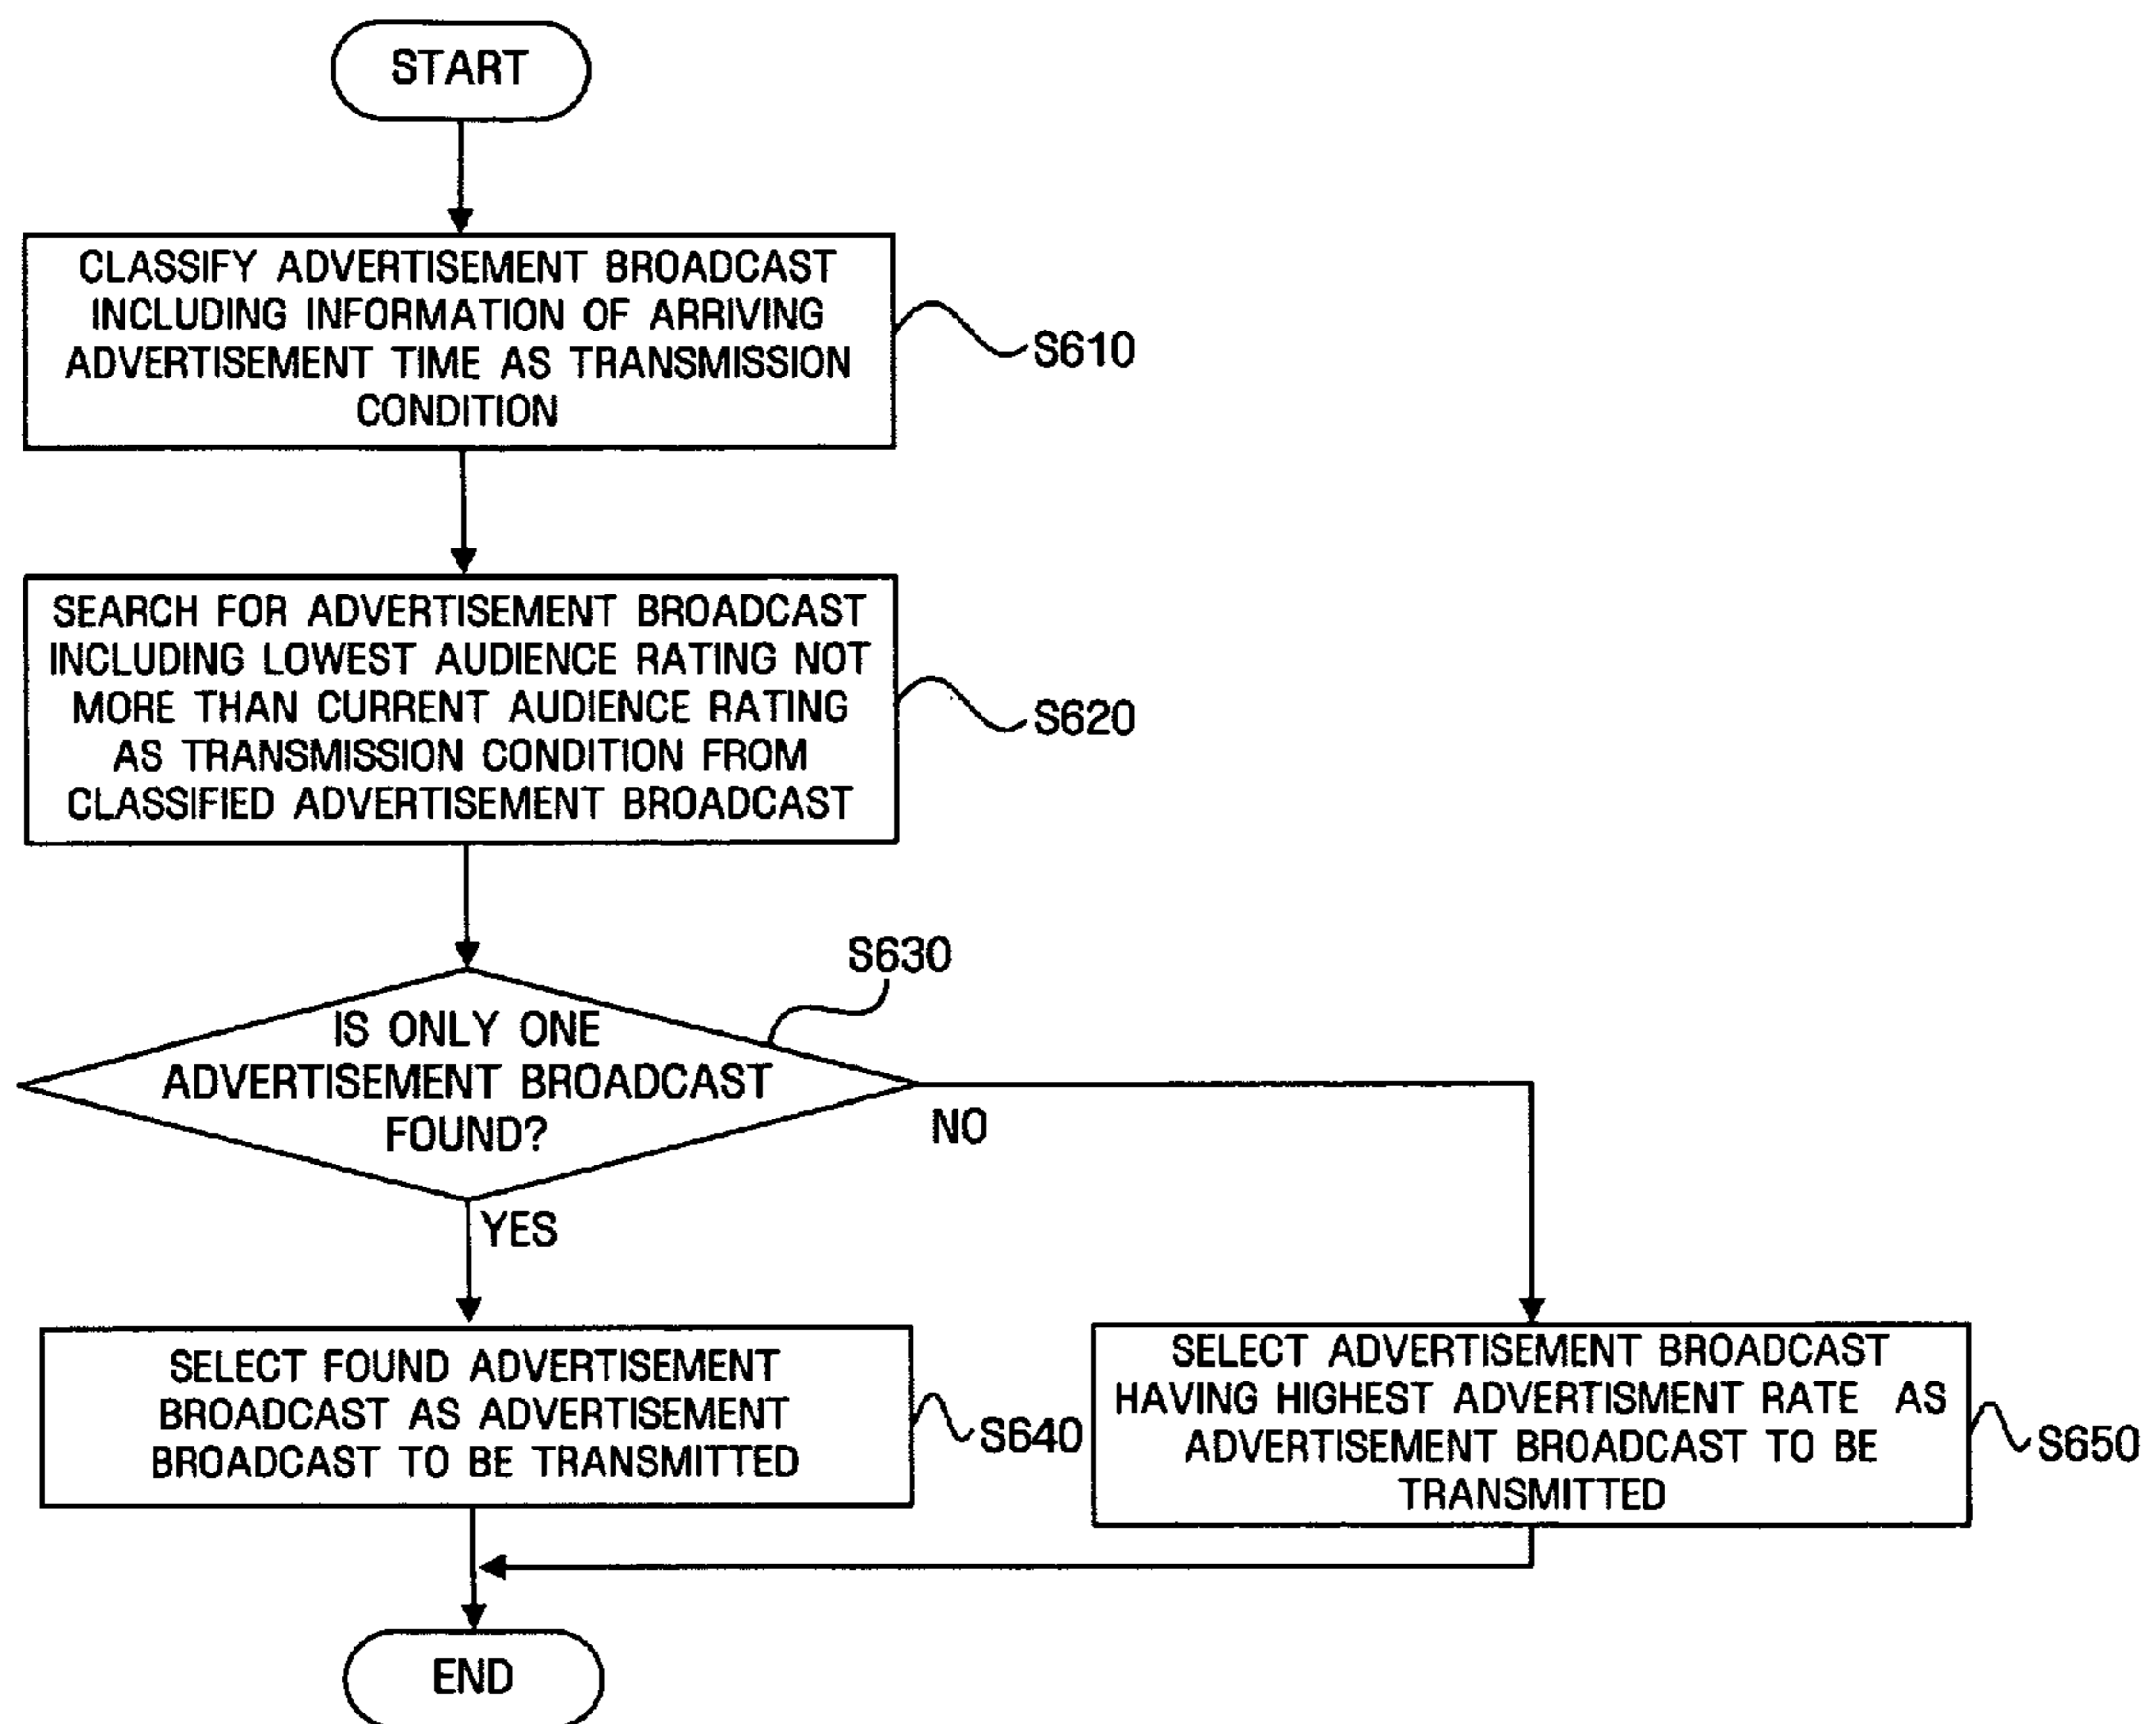 START
CLASSIFY ADVERTISEMENT BROADCAST
INCLUDING INFORMATION OF ARRIVING
ADVERTISEMENT TIME AS TRANSMISSION
CONDITION
S610
SEARCH FOR ADVERTISEMENT BROADCAST
INCLUDING LOWEST AUDIENCE RATING NOT
MORE THAN CURRENT AUDIENCE RATING
AS TRANSMISSION CONDITION FROM
CLASSIFIED ADVERTISEMENT BROADCAST
S620
S630
IS ONLY ONE
ADVERTISEMENT BROADCAST
FOUND?
NO
YES
SELECT FOUND ADVERTISEMENT
BROADCAST AS ADVERTISEMENT
BROADCAST TO BE TRANSMITTED
S640
SELECT ADVERTISEMENT BROADCAST
HAVING HIGHEST ADVERTISMENT RATE AS
ADVERTISEMENT BROADCAST TO BE
TRANSMITTED
S650
END